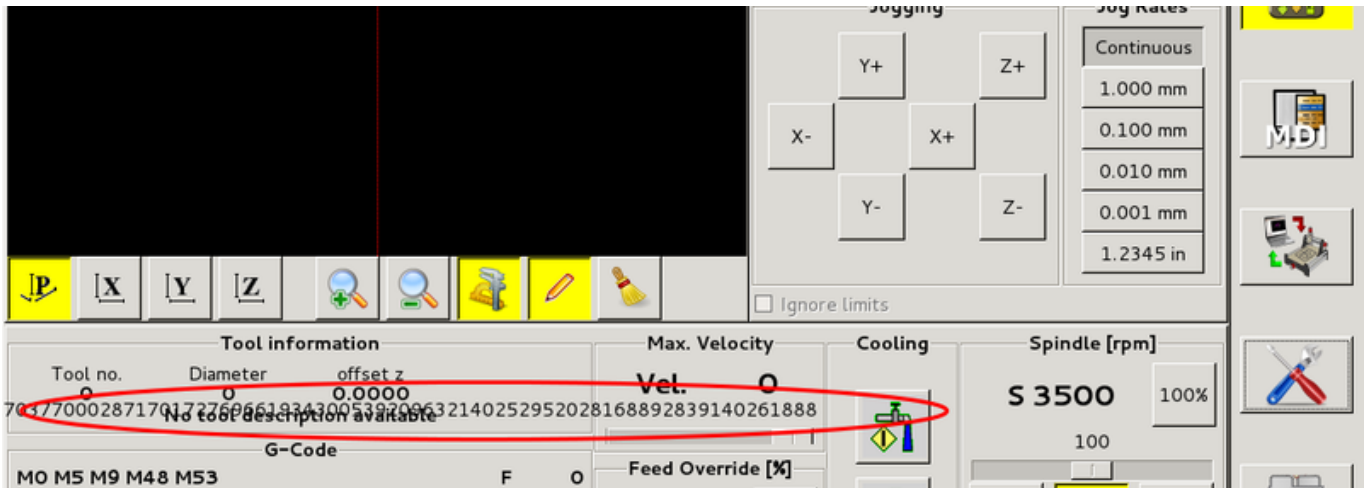 Jogging
Jog Rates
Y+
Z+
Continuous
1.000 mm
X-
X+
0.100 mm
MDI
0.010 mm
Y-
Z-
0.001 mm
1.2345 in
P
X
Y
Z
Ignore limits
Tool information
Max. Velocity
Cooling
Spindle [rpm]
Tool no.
Diameter
offset z
0
0
0.0000
Vel.
0
S 3500
100%
No tool description available
100
G-Code
Feed Override [%]
M0 M5 M9 M48 M53
F
0